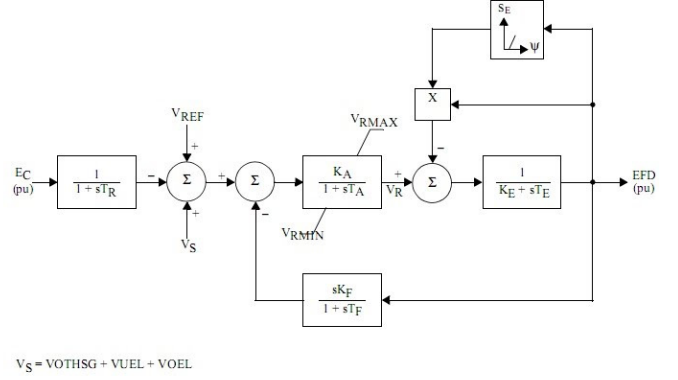 SE
ψ
X
VREF
VRMAX
+
−
EC
(pu)
1
1 + sTR
−
Σ
+
Σ
KA
1 + sTA
+
VR
Σ
1
KE + sTE
EFD
(pu)
+
−
VS
VRMIN
sKF
1 + sTF
VS = VOTHSG + VUEL + VOEL